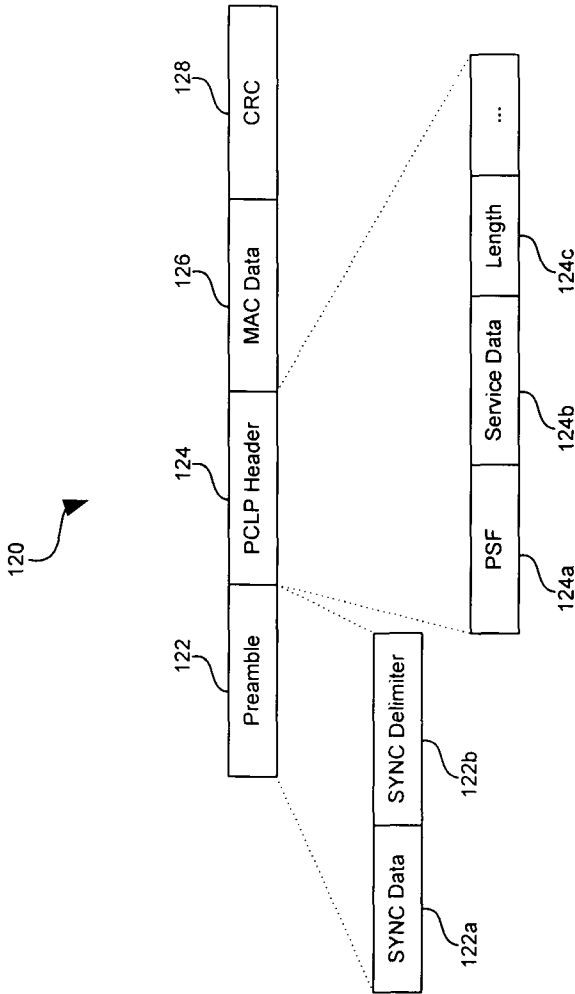 120
122
124
126
128
Preamble
PCLP Header
MAC Data
CRC
SYNC Data
SYNC Delimiter
122a
122b
PSF
Service Data
Length
...
124a
124b
124c